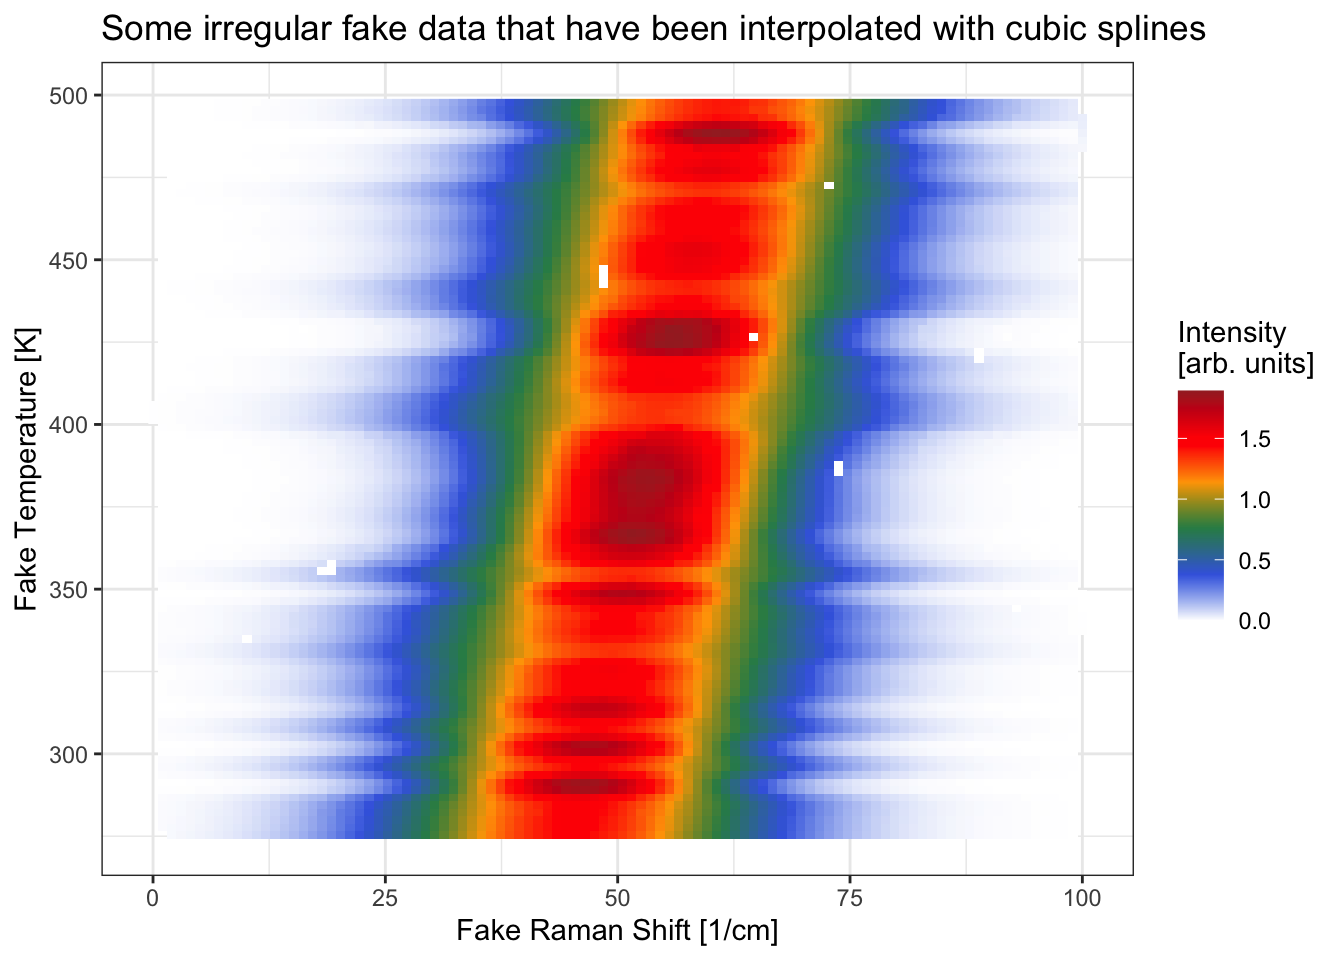 Some irregular fake data that have been interpolated with cubic splines
500
450
400
350
300
Fake Temperature [K]
0 25 50 75 100
Fake Raman Shift [1/cm]
Intensity
[arb. units]
1.5
1.0
0.5
0.0